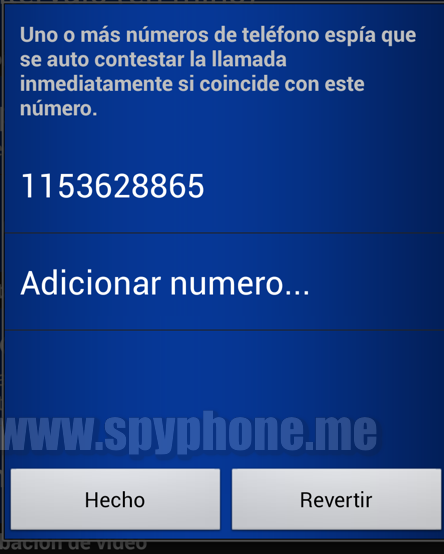 Uno o más números de teléfono espía que
se auto contestar la llamada
inmediatamente si coincide con este
número.
1153628865
Adicionar numero...
www.spyphone.me
Hecho
Revertir
bación de video